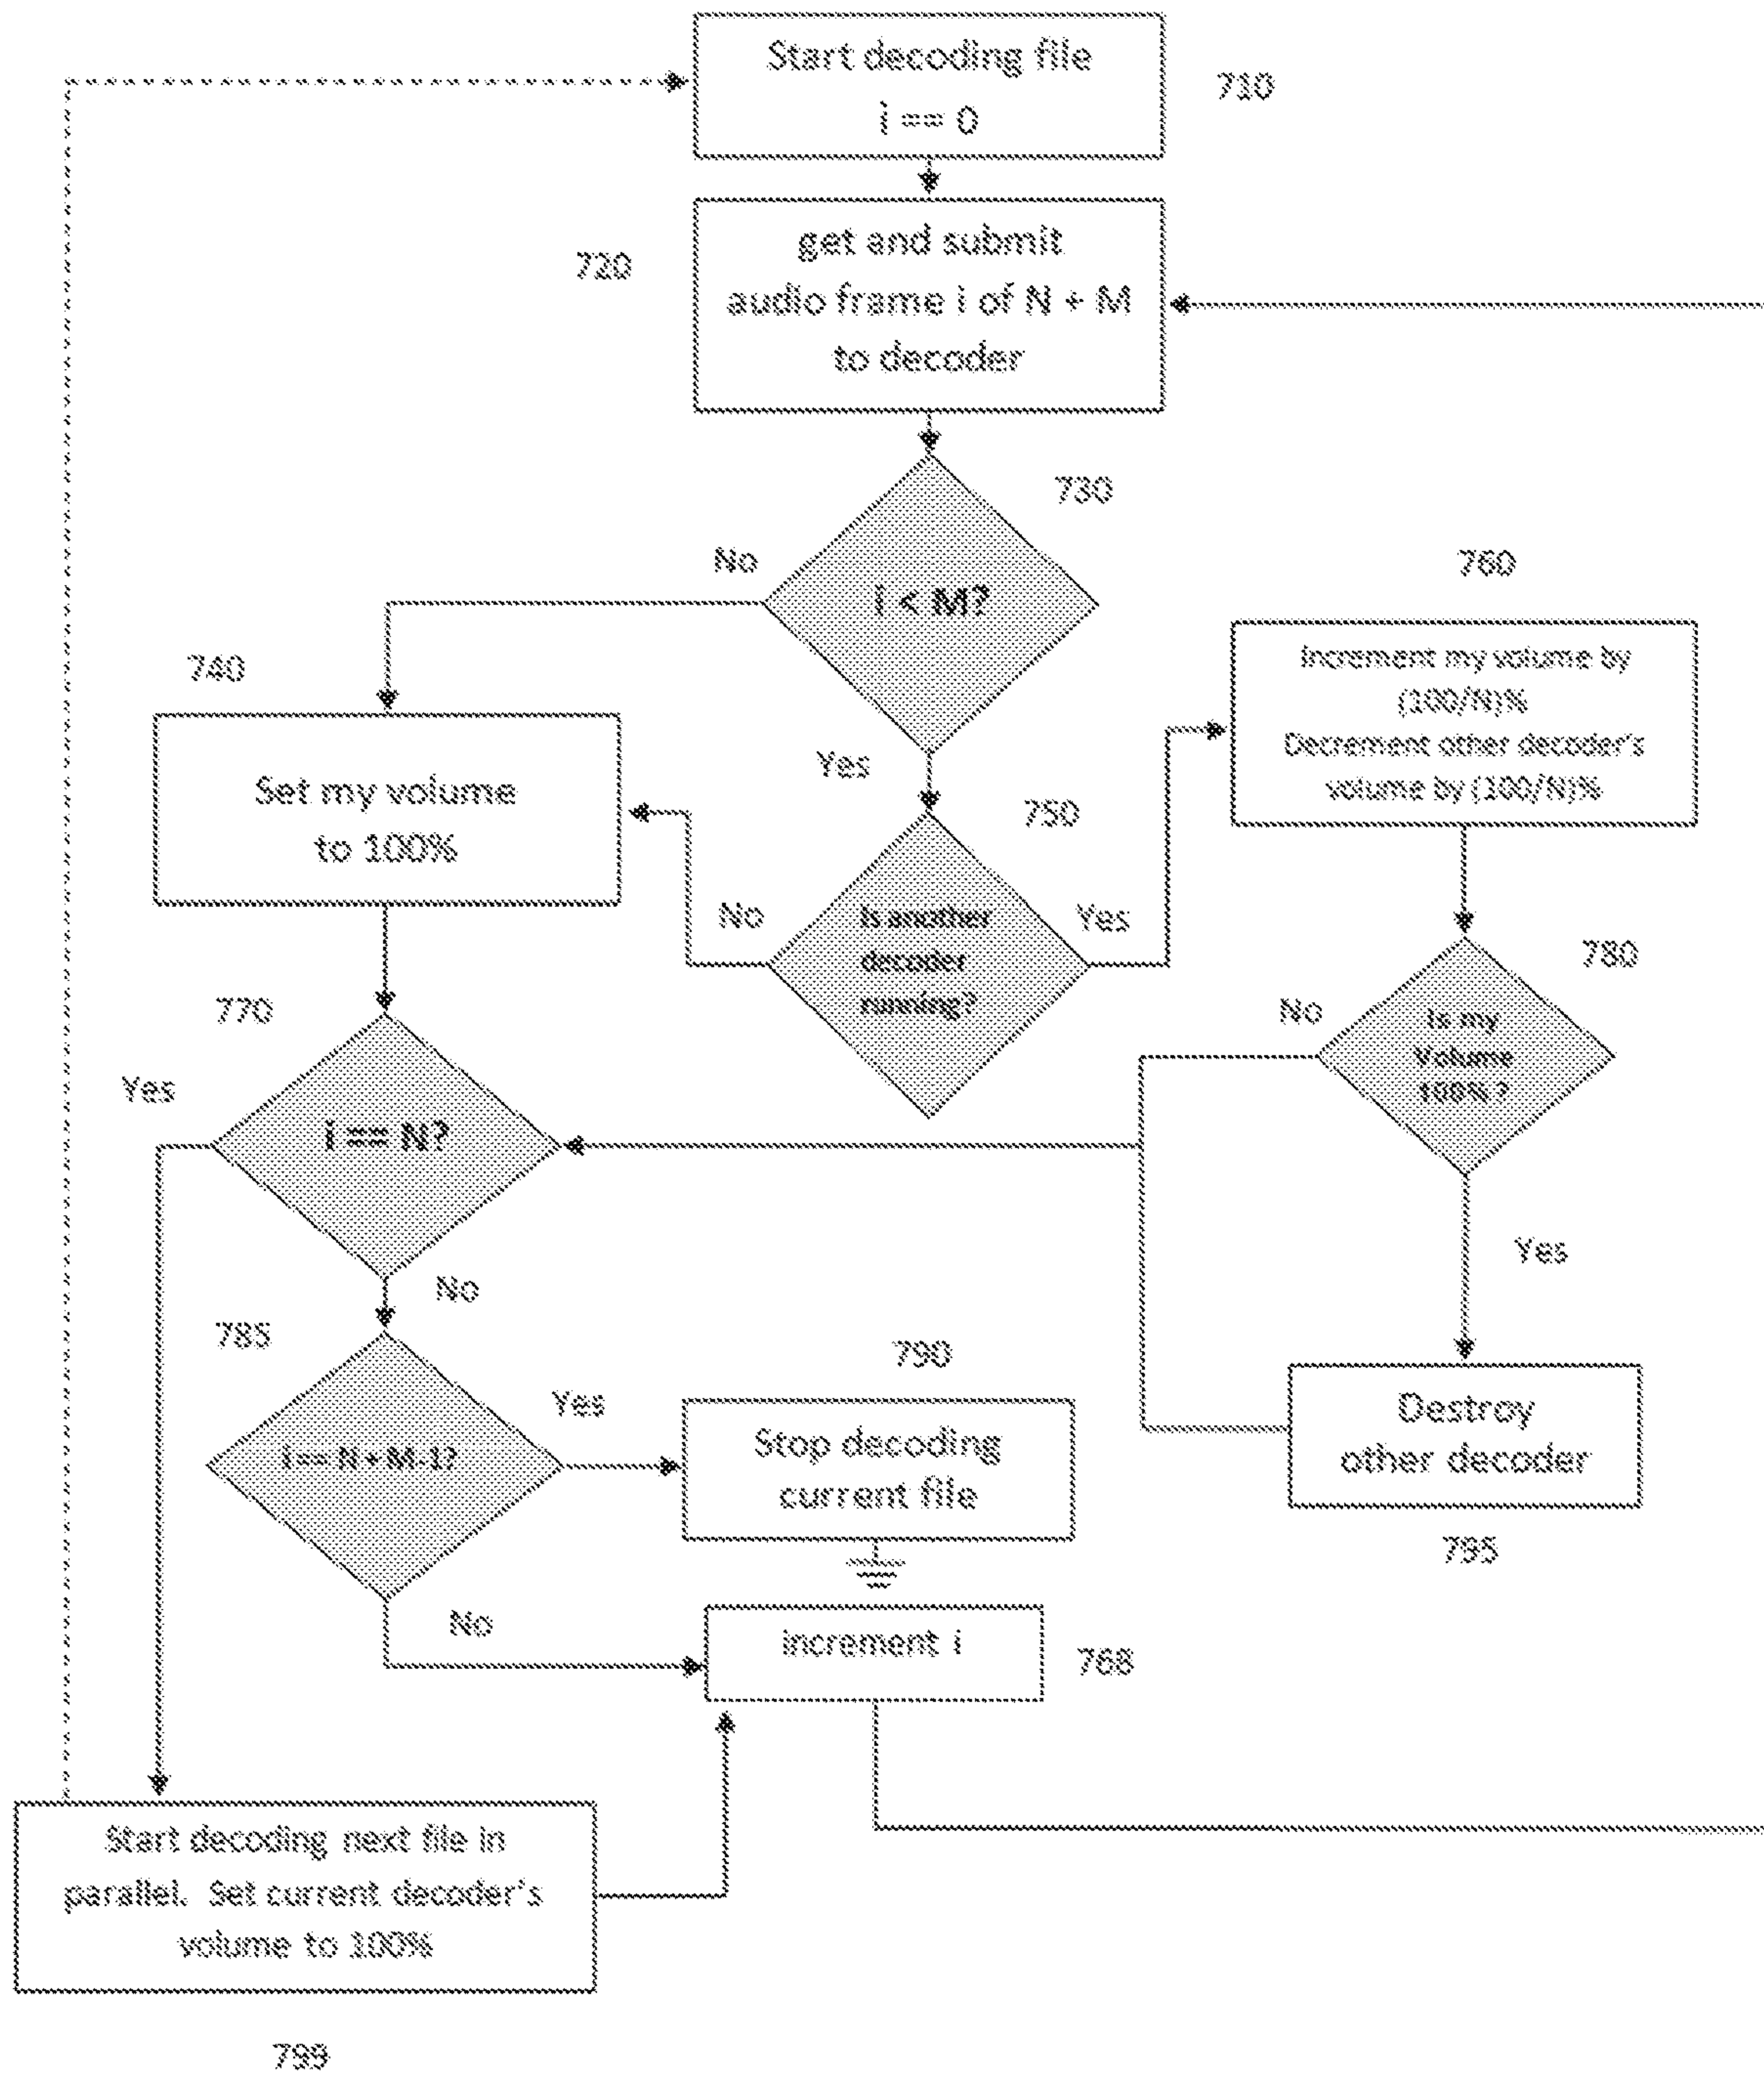 Start decoding file
i == 0
710
get and submit
audio frame i of N + M
to decoder
720
730
i < M?
No
Yes
740
Set my volume
to 100%
750
Is another
decoder
running?
No
Yes
760
Increment my volume by
(100/N)%
Decrement other decoder's
volume by (100/N)%
770
i == N?
Yes
No
780
Is my
Volume
100% ?
No
Yes
785
i == N + M-1?
Yes
No
790
Stop decoding
current file
Destroy
other decoder
795
increment i
768
Start decoding next file in
parallel. Set current decoder's
volume to 100%
799